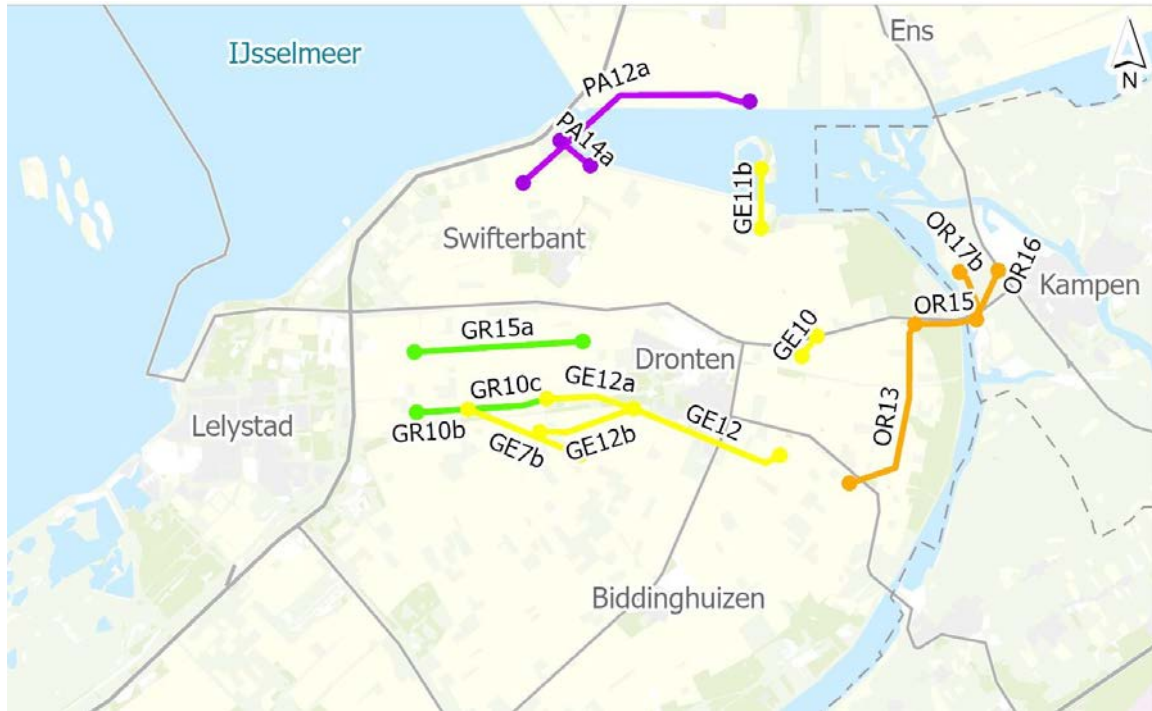 Ens
IJsselmeer
N
PA12a
PA14a
GE11b
Swifterbant
OR17b
OR16
Kampen
OR15
GE10
GR15a
Dronten
GR10c
GE12a
OR13
Lelystad
GR10b
GE7b
GE12b
GE12
Biddinghuizen